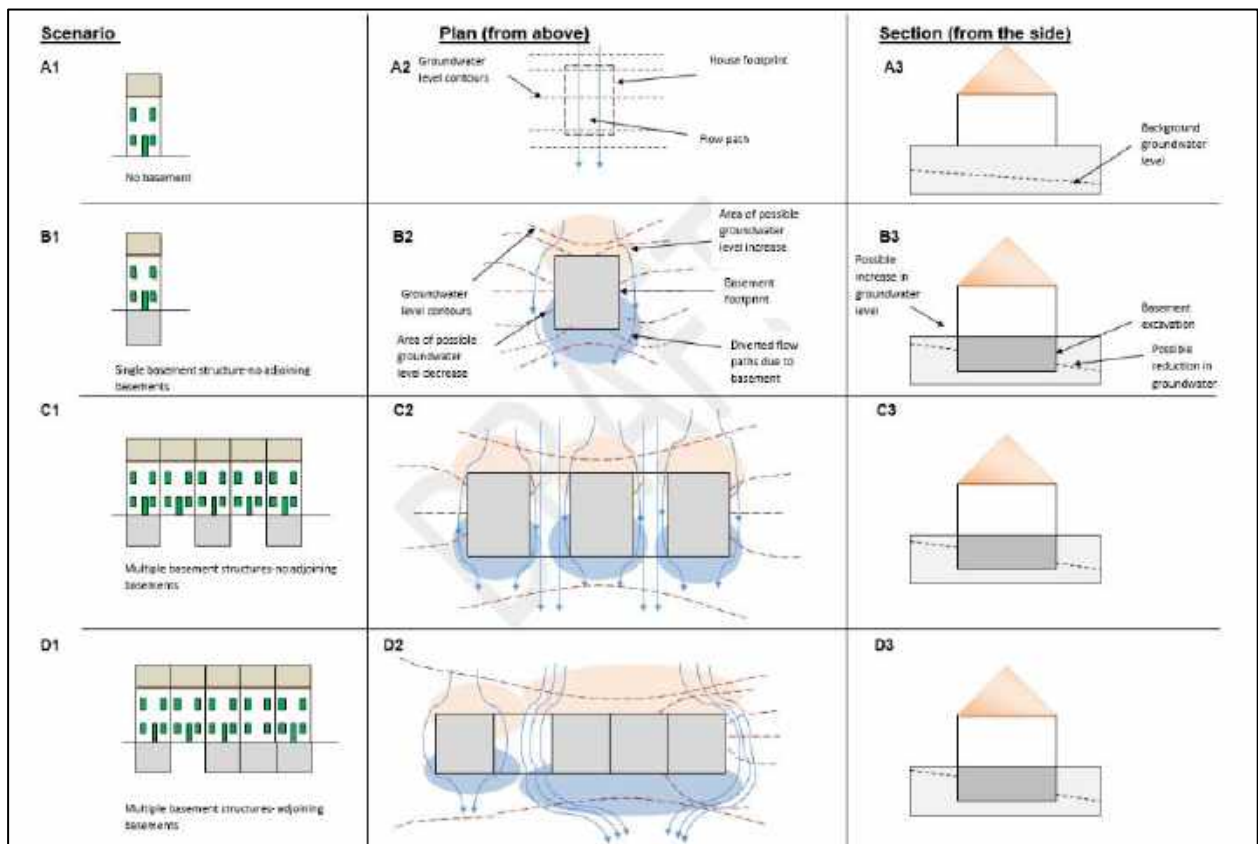 Scenario
Plan (from above)
Section (from the side)
A1
No basement
A2
Groundwater
level contours
House footprint
Flow path
A3
Background
groundwater
level
B1
Single basement structure-no adjoining
basements
B2
Area of possible
groundwater
level increase
Groundwater
level contours
Basement
footprint
Area of possible
groundwater
level decrease
Diverted flow
paths due to
basement
B3
Possible
increase in
groundwater
level
Basement
excavation
Possible
reduction in
groundwater
C1
Multiple basement structures-no adjoining
basements
C2
C3
D1
Multiple basement structures- adjoining
basements
D2
D3
DRAFT